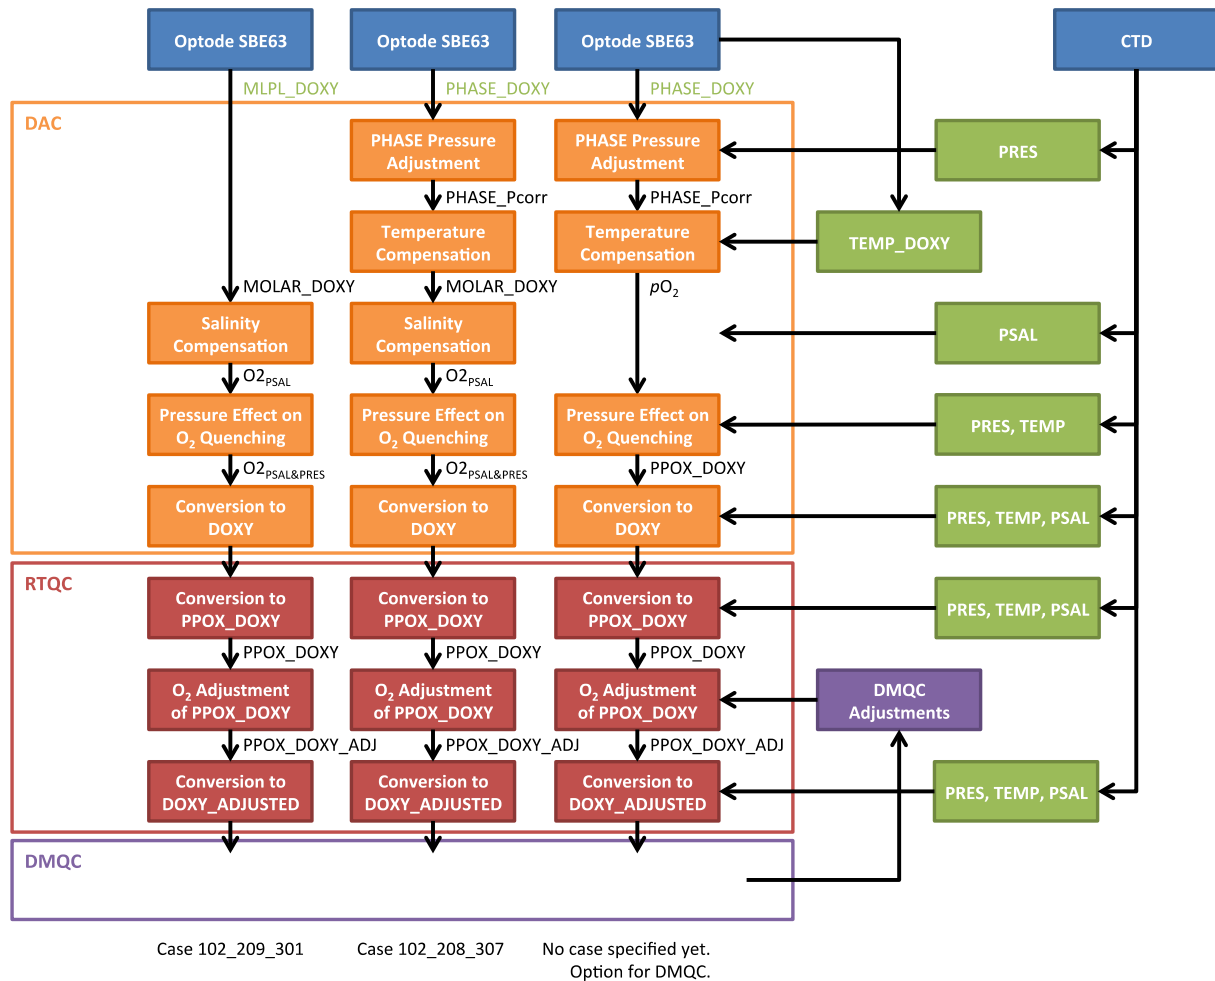 Optode SBE63
Optode SBE63
Optode SBE63
CTD
MLPL_DOXY
PHASE_DOXY
PHASE_DOXY
DAC
PHASE Pressure
Adjustment
PHASE Pressure
Adjustment
PRES
PHASE_Pcorr
PHASE_Pcorr
Temperature
Compensation
Temperature
Compensation
TEMP_DOXY
MOLAR_DOXY
MOLAR_DOXY
pO2
Salinity
Compensation
Salinity
Compensation
PSAL
O2PSAL
O2PSAL
Pressure Effect on
O2 Quenching
Pressure Effect on
O2 Quenching
Pressure Effect on
O2 Quenching
PRES, TEMP
O2PSAL&PRES
O2PSAL&PRES
PPOX_DOXY
Conversion to
DOXY
Conversion to
DOXY
Conversion to
DOXY
PRES, TEMP, PSAL
RTQC
Conversion to
PPOX_DOXY
Conversion to
PPOX_DOXY
Conversion to
PPOX_DOXY
PRES, TEMP, PSAL
PPOX_DOXY
PPOX_DOXY
PPOX_DOXY
O2 Adjustment
of PPOX_DOXY
O2 Adjustment
of PPOX_DOXY
O2 Adjustment
of PPOX_DOXY
DMQC
Adjustments
PPOX_DOXY_ADJ
PPOX_DOXY_ADJ
PPOX_DOXY_ADJ
Conversion to
DOXY_ADJUSTED
Conversion to
DOXY_ADJUSTED
Conversion to
DOXY_ADJUSTED
PRES, TEMP, PSAL
DMQC
Case 102_209_301
Case 102_208_307
No case specified yet.
Option for DMQC.